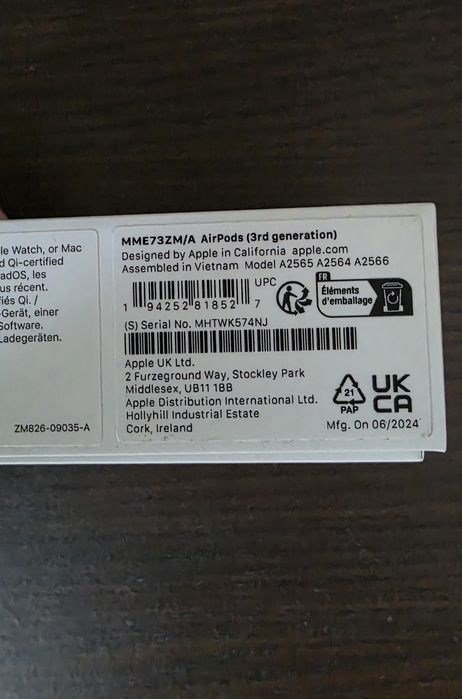 le Watch, or Mac
d Qi-certified
adOS, les
us récent.
fiés Qi. /
-Gerät, einer
Software.
Ladegeräten.
ZM826-09035-A
MME73ZM/A AirPods (3rd generation)
Designed by Apple in California apple.com
Assembled in Vietnam Model A2565 A2564 A2566
UPC
1 94252 81852 7
FR
Éléments
d'emballage
(S) Serial No. MHTWK574NJ
Apple UK Ltd.
2 Furzeground Way, Stockley Park
Middlesex, UB11 1BB
Apple Distribution International Ltd.
Hollyhill Industrial Estate
Cork, Ireland
21
PAP
UK
CA
Mfg. On 06/2024